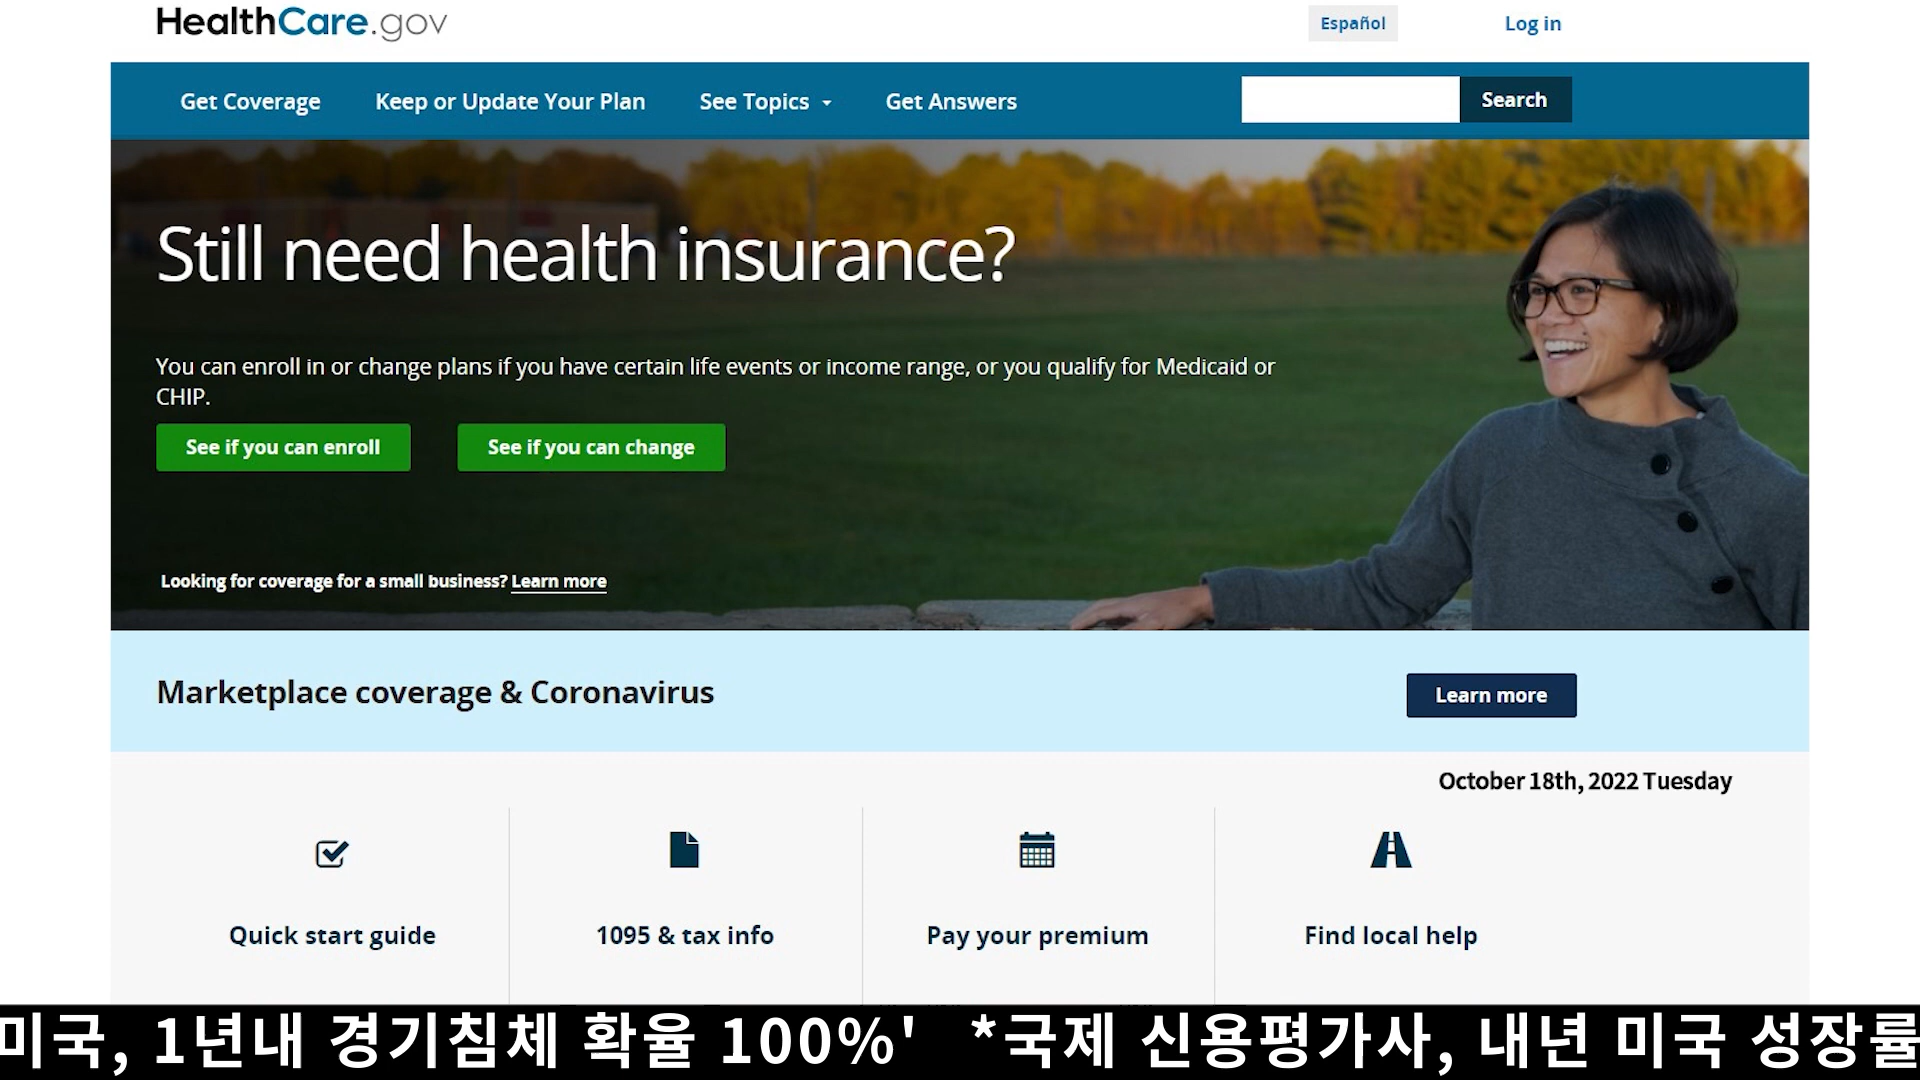 HealthCare.gov
Español
Log in
Get Coverage
Keep or Update Your Plan
See Topics
Get Answers
Search
Still need health insurance?
You can enroll in or change plans if you have certain life events or income range, or you qualify for Medicaid or
CHIP.
See if you can enroll
See if you can change
Looking for coverage for a small business? Learn more
Marketplace coverage & Coronavirus
Learn more
October 18th, 2022 Tuesday
Quick start guide
1095 & tax info
Pay your premium
Find local help
미국, 1년내 경기침체 확율 100%' *국제 신용평가사, 내년 미국 성장률